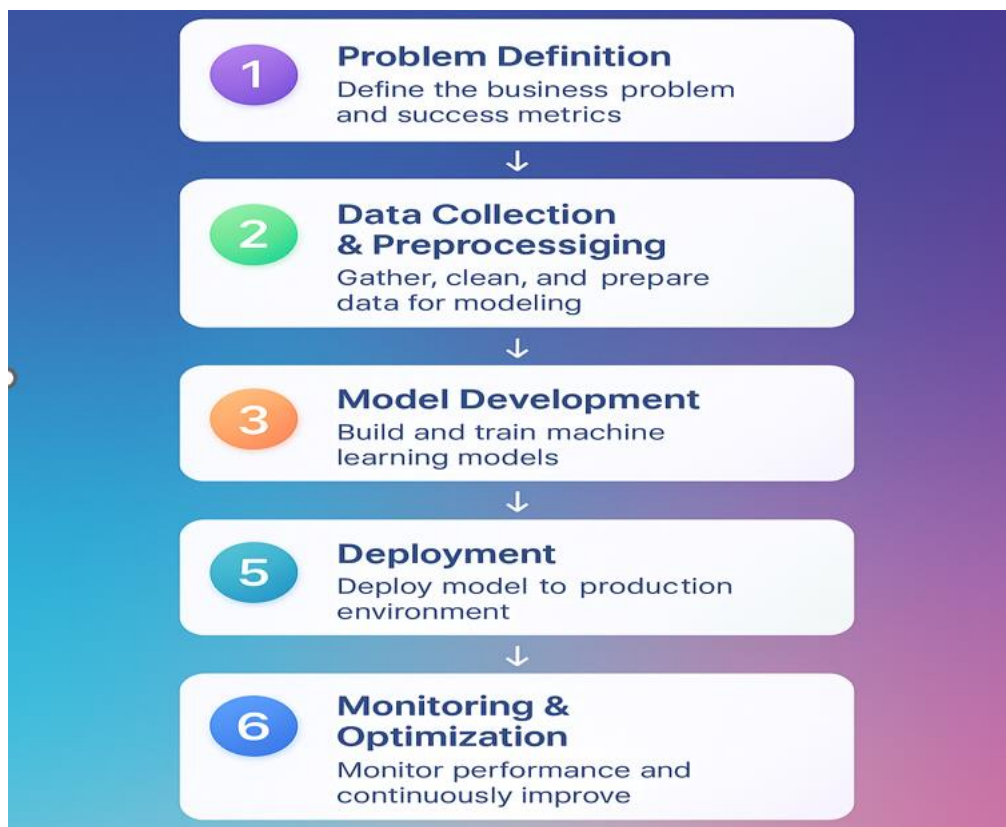 1
Problem Definition
Define the business problem
and success metrics
↓
2
Data Collection
& Preprocessiging
Gather, clean, and prepare
data for modeling
↓
3
Model Development
Build and train machine
learning models
↓
5
Deployment
Deploy model to production
environment
↓
6
Monitoring &
Optimization
Monitor performance and
continuously improve